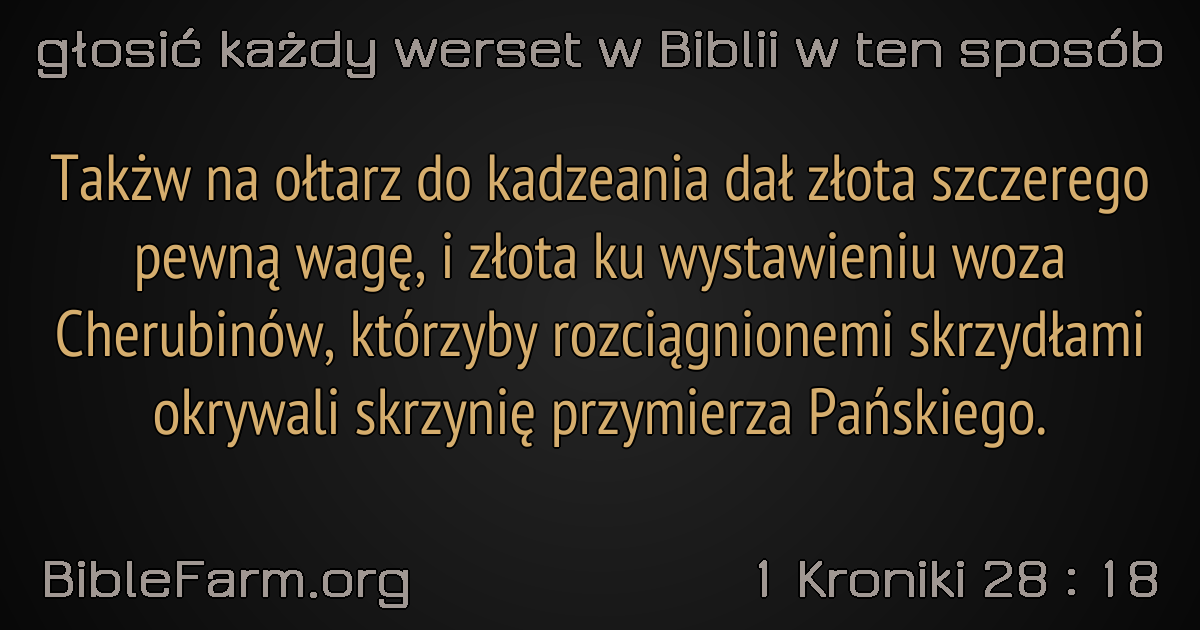 głosić każdy werset w Biblii w ten sposób
Takżw na ołtarz do kadzeania dał złota szczerego
pewną wagę, i złota ku wystawieniu woza
Cherubinów, którzyby rozciągnionemi skrzydłami
okrywali skrzynię przymierza Pańskiego.
BibleFarm.org
1 Kroniki 28 : 18